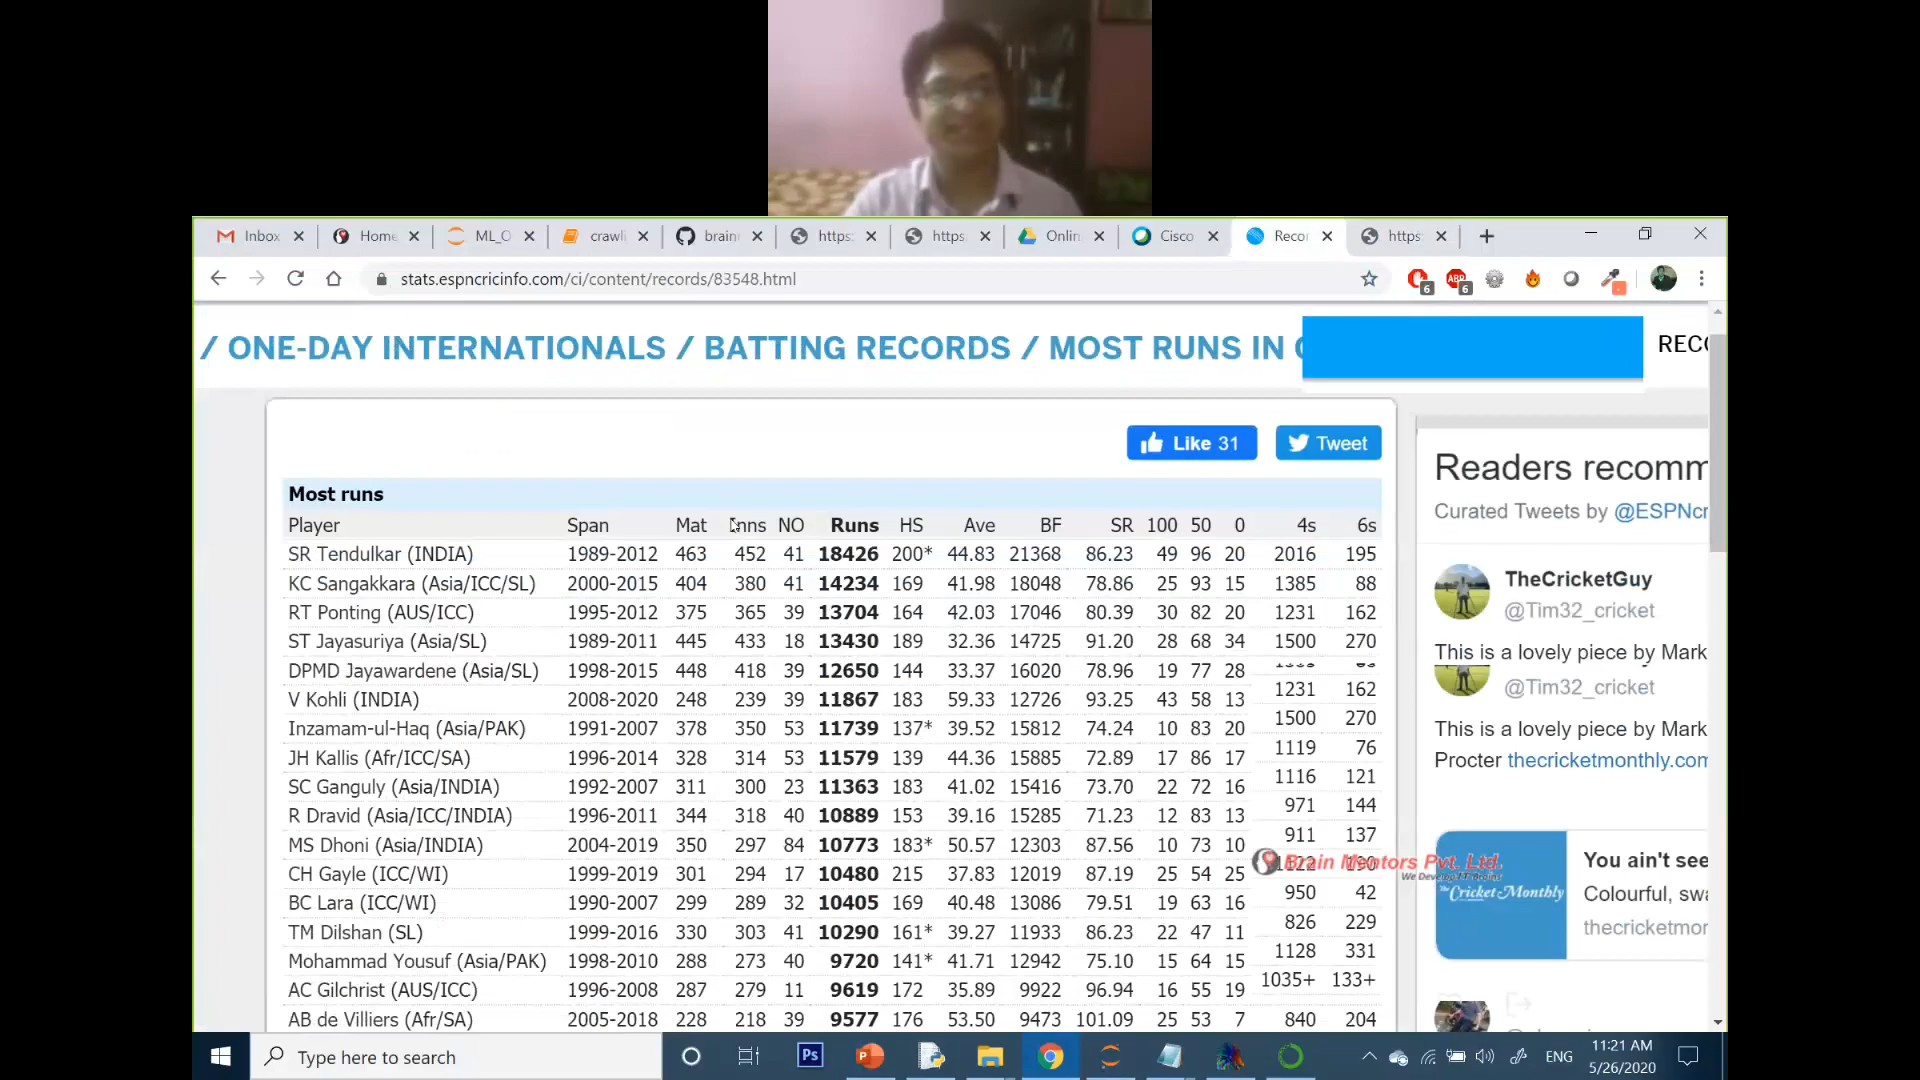 Inbox
Home
ML_O
crawli
brain
https:
https
Onlin
Cisco
Recor
https
stats.espncricinfo.com/ci/content/records/83548.html
6
6
/ ONE-DAY INTERNATIONALS / BATTING RECORDS / MOST RUNS IN
Like 31
Tweet
Most runs
Player Span Mat Inns NO Runs HS Ave BF SR 100 50 0 4s 6s
SR Tendulkar (INDIA) 1989-2012 463 452 41 18426 200* 44.83 21368 86.23 49 96 20 2016 195
KC Sangakkara (Asia/ICC/SL) 2000-2015 404 380 41 14234 169 41.98 18048 78.86 25 93 15 1385 88
RT Ponting (AUS/ICC) 1995-2012 375 365 39 13704 164 42.03 17046 80.39 30 82 20 1231 162
ST Jayasuriya (Asia/SL) 1989-2011 445 433 18 13430 189 32.36 14725 91.20 28 68 34 1500 270
DPMD Jayawardene (Asia/SL) 1998-2015 448 418 39 12650 144 33.37 16020 78.96 19 77 28
V Kohli (INDIA) 2008-2020 248 239 39 11867 183 59.33 12726 93.25 43 58 13 1231 162
Inzamam-ul-Haq (Asia/PAK) 1991-2007 378 350 53 11739 137* 39.52 15812 74.24 10 83 20 1500 270
JH Kallis (Afr/ICC/SA) 1996-2014 328 314 53 11579 139 44.36 15885 72.89 17 86 17 1119 76
SC Ganguly (Asia/INDIA) 1992-2007 311 300 23 11363 183 41.02 15416 73.70 22 72 16 1116 121
R Dravid (Asia/ICC/INDIA) 1996-2011 344 318 40 10889 153 39.16 15285 71.23 12 83 13 971 144
MS Dhoni (Asia/INDIA) 2004-2019 350 297 84 10773 183* 50.57 12303 87.56 10 73 10 911 137
CH Gayle (ICC/WI) 1999-2019 301 294 17 10480 215 37.83 12019 87.19 25 54 25
BC Lara (ICC/WI) 1990-2007 299 289 32 10405 169 40.48 13086 79.51 19 63 16 950 42
TM Dilshan (SL) 1999-2016 330 303 41 10290 161* 39.27 11933 86.23 22 47 11 826 229
Mohammad Yousuf (Asia/PAK) 1998-2010 288 273 40 9720 141* 41.71 12942 75.10 15 64 15 1128 331
AC Gilchrist (AUS/ICC) 1996-2008 287 279 11 9619 172 35.89 9922 96.94 16 55 19 1035+ 133+
AB de Villiers (Afr/SA) 2005-2018 228 218 39 9577 176 53.50 9473 101.09 25 53 7 840 204
RECO
Readers recomm
Curated Tweets by @ESPNcr
TheCricketGuy
@Tim32_cricket
This is a lovely piece by Mark
@Tim32_cricket
This is a lovely piece by Mark
Procter thecricketmonthly.com
Brain Mentors Pvt. Ltd.
We Develop IT Brains
The Cricket Monthly
You ain't see
Colourful, swa
thecricketmor
Type here to search
Ps
ENG
11:21 AM
5/26/2020